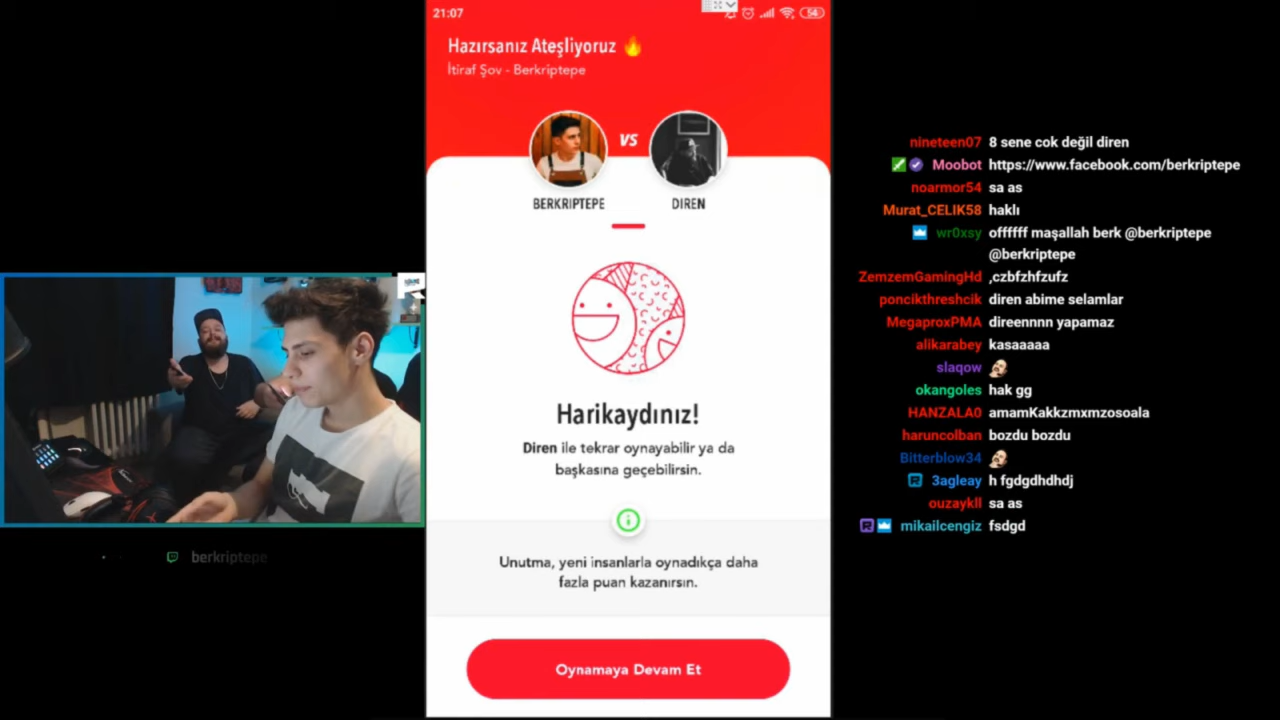 21:07
54
Hazırsanız Ateşliyoruz 🔥
İtiraf Şov - Berkriptepe
VS
BERKRIPTEPE
DIREN
Harikaydınız!
Diren ile tekrar oynayabilir ya da
başkasına geçebilirsin.
Unutma, yeni insanlarla oynadıkça daha
fazla puan kazanırsın.
Oynamaya Devam Et
berkriptepe
nineteen07 8 sene cok değil diren
Moobot https://www.facebook.com/berkriptepe
noarmor54 sa as
Murat_CELIK58 haklı
wr0xsy offffff maşallah berk @berkriptepe
@berkriptepe
ZemzemGamingHd ,czbfzhfzufz
poncikthreshcik diren abime selamlar
MegaproxPMA direennnn yapamaz
alikarabey kasaaaaa
slaqow
okangoles hak gg
HANZALA0 amamKakkzmxmzosoala
haruncolban bozdu bozdu
Bitterblow34
3agleay h fgdgdhdhdj
ouzaykll sa as
mikailcengiz fsdgd